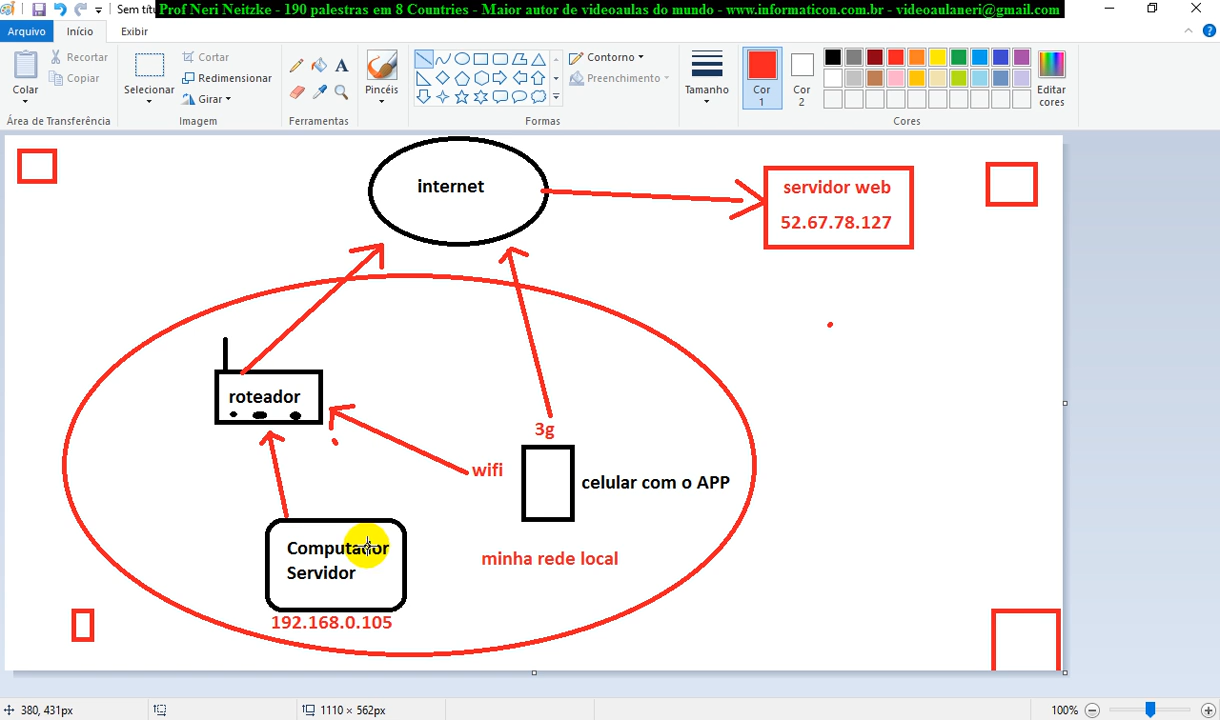 Sem tít
Prof Neri Neitzke - 190 palestras em 8 Countries - Maior autor de videoaulas do mundo - www.informaticon.com.br - videoaulaneri@gmail.com
Arquivo
Início
Exibir
Colar
Recortar
Copiar
Área de Transferência
Selecionar
Cortar
Redimensionar
Girar
Imagem
A
Ferramentas
Pincéis
Contorno
Preenchimento
Formas
Tamanho
Cor
1
Cor
2
Editar
cores
Cores
internet
servidor web
52.67.78.127
roteador
3g
wifi
celular com o APP
Computador
Servidor
minha rede local
192.168.0.105
380, 431px
1110 × 562px
100%